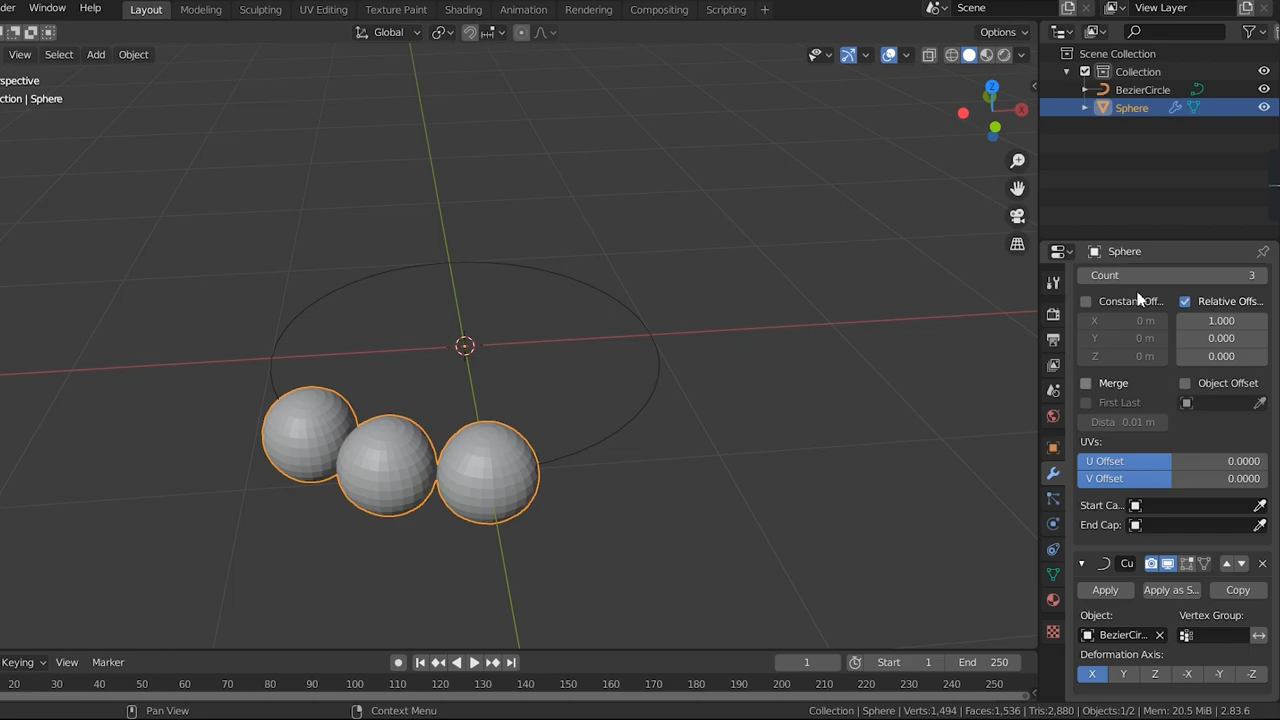 der Window Help Layout Modeling Sculpting UV Editing Texture Paint Shading Animation Rendering Compositing Scripting + Scene View Layer
Global Options
View Select Add Object
spective
ction | Sphere
X
Z
Scene Collection
Collection
BezierCircle
Sphere
Sphere
Count 3
Constant Off... Relative Offs...
X 0 m 1.000
Y 0 m 0.000
Z 0 m 0.000
Merge Object Offset
First Last
Dista 0.01 m
UVs:
U Offset 0.0000
V Offset 0.0000
Start Ca...
End Cap:
Cu
Apply Apply as S... Copy
Object: Vertex Group:
BezierCir...
Deformation Axis:
X Y Z -X -Y -Z
Keying View Marker 1 Start 1 End 250
20 30 40 50 60 70 80 90 100 110 120 130 140 150 160 170 180 190 200 210 220 230 240 250
Pan View Context Menu Collection | Sphere | Verts:1,494 | Faces:1,536 | Tris:2,880 | Objects:1/2 | Mem: 20.5 MiB | 2.83.6